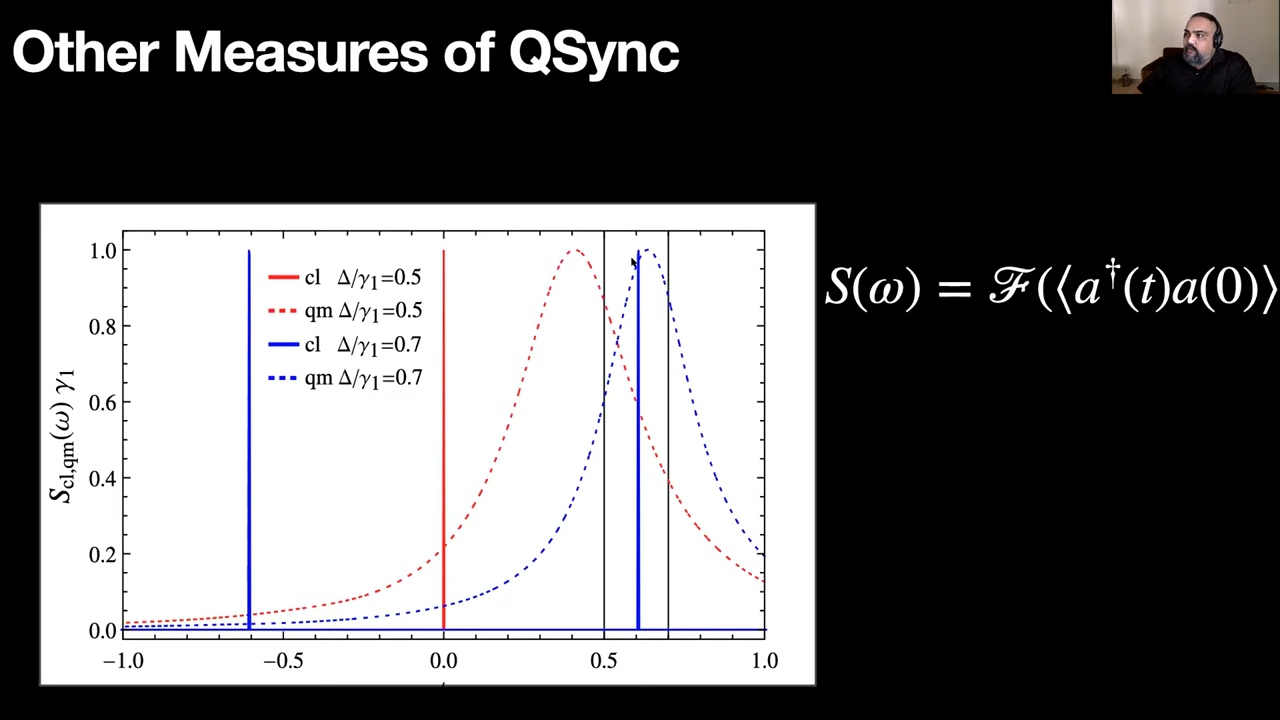 Other Measures of QSync
1.0
0.8
0.6
0.4
0.2
0.0
S_cl,qm(ω) γ₁
cl Δ/γ₁=0.5
qm Δ/γ₁=0.5
cl Δ/γ₁=0.7
qm Δ/γ₁=0.7
−1.0 −0.5 0.0 0.5 1.0
S(ω) = ℱ(⟨a†(t)a(0)⟩